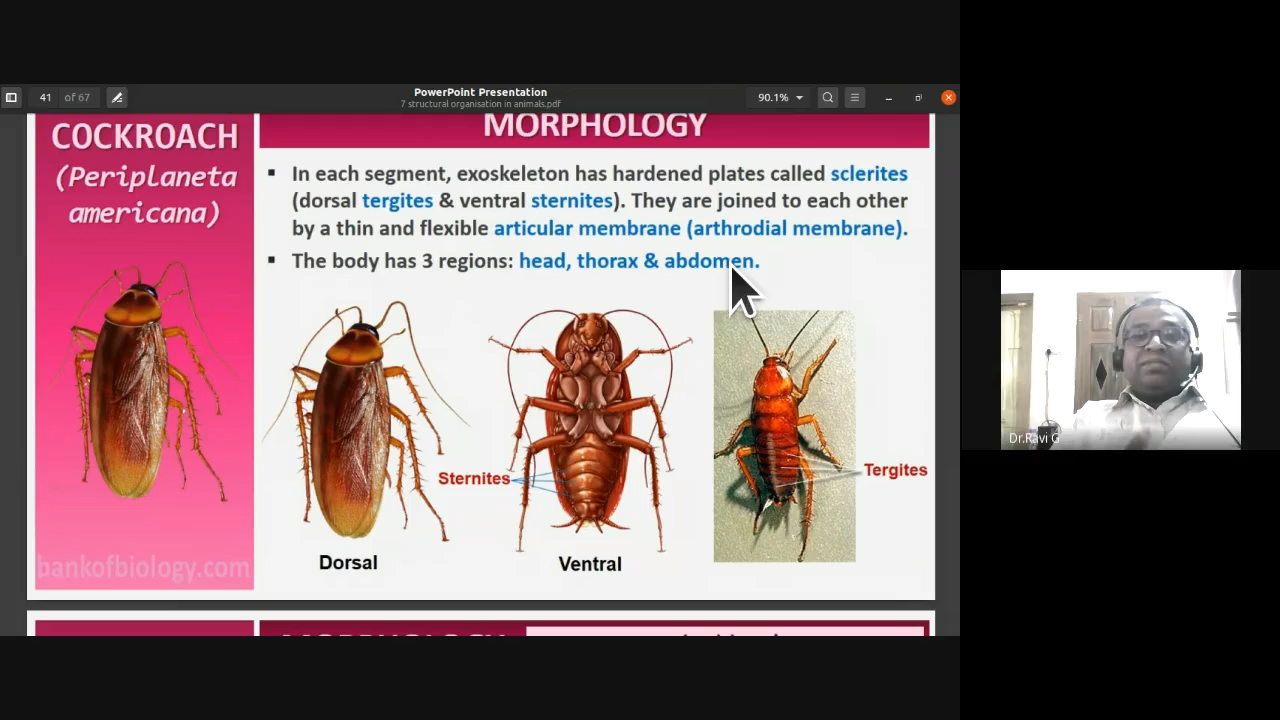 PowerPoint Presentation
41 of 67
7 structural organisation in animals.pdf
90.1%
COCKROACH
(Periplaneta
americana)
bankofbiology.com
MORPHOLOGY
▪ In each segment, exoskeleton has hardened plates called sclerites
(dorsal tergites & ventral sternites). They are joined to each other
by a thin and flexible articular membrane (arthrodial membrane).
▪ The body has 3 regions: head, thorax & abdomen.
Sternites
Tergites
Dorsal
Ventral
MORPHOLOGY
Dr.Ravi G